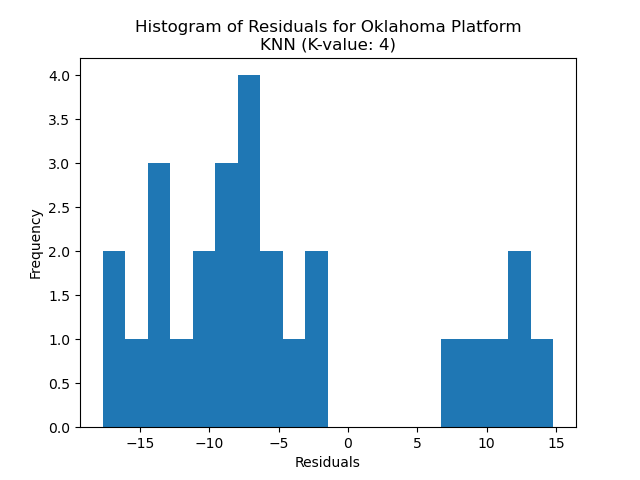 Histogram of Residuals for Oklahoma Platform
KNN (K-value: 4)
4.0
3.5
3.0
2.5
2.0
1.5
1.0
0.5
0.0
Frequency
−15 −10 −5 0 5 10 15
Residuals